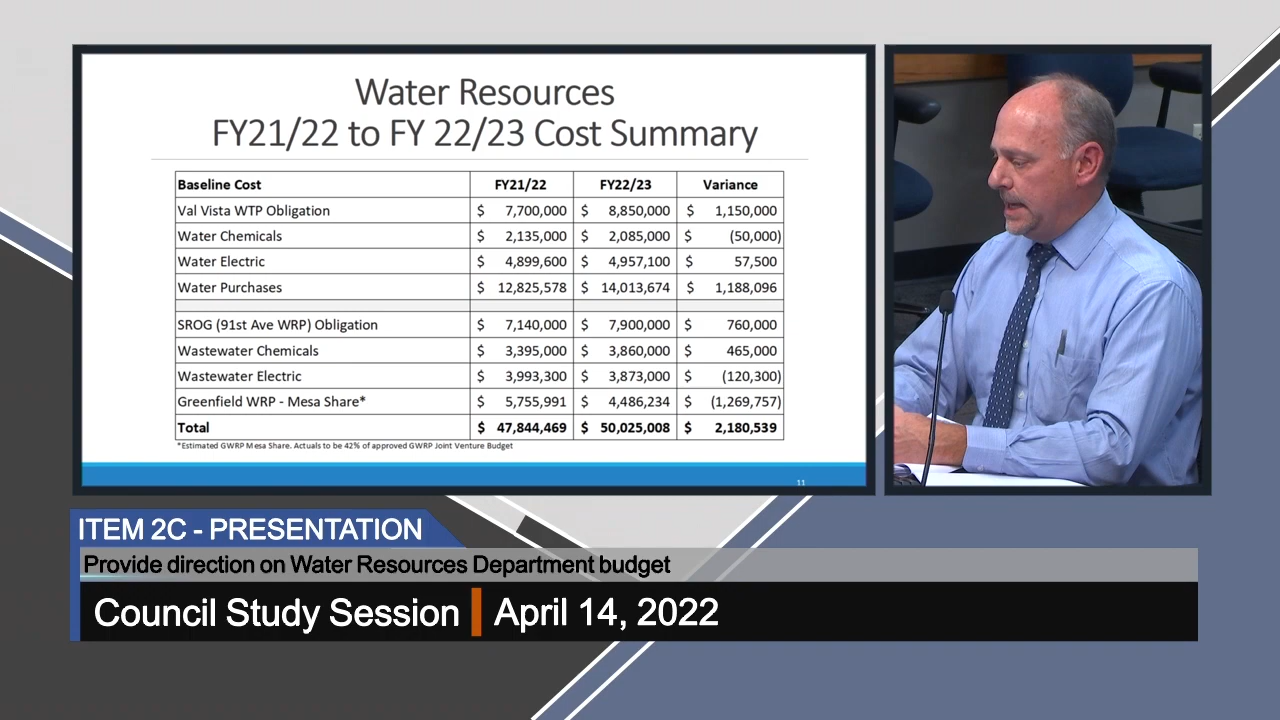 Water Resources
FY21/22 to FY 22/23 Cost Summary
Baseline Cost FY21/22 FY22/23 Variance
Val Vista WTP Obligation $ 7,700,000 $ 8,850,000 $ 1,150,000
Water Chemicals $ 2,135,000 $ 2,085,000 $ (50,000)
Water Electric $ 4,899,600 $ 4,957,100 $ 57,500
Water Purchases $ 12,825,578 $ 14,013,674 $ 1,188,096
SROG (91st Ave WRP) Obligation $ 7,140,000 $ 7,900,000 $ 760,000
Wastewater Chemicals $ 3,395,000 $ 3,860,000 $ 465,000
Wastewater Electric $ 3,993,300 $ 3,873,000 $ (120,300)
Greenfield WRP - Mesa Share* $ 5,755,991 $ 4,486,234 $ (1,269,757)
Total $ 47,844,469 $ 50,025,008 $ 2,180,539
*Estimated GWRP Mesa Share. Actuals to be 42% of approved GWRP Joint Venture Budget
11
ITEM 2C - PRESENTATION
Provide direction on Water Resources Department budget
Council Study Session April 14, 2022